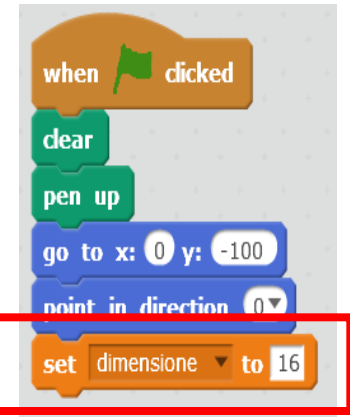 when clicked
clear
pen up
go to x: 0 y: -100
point in direction 0
set dimensione to 16